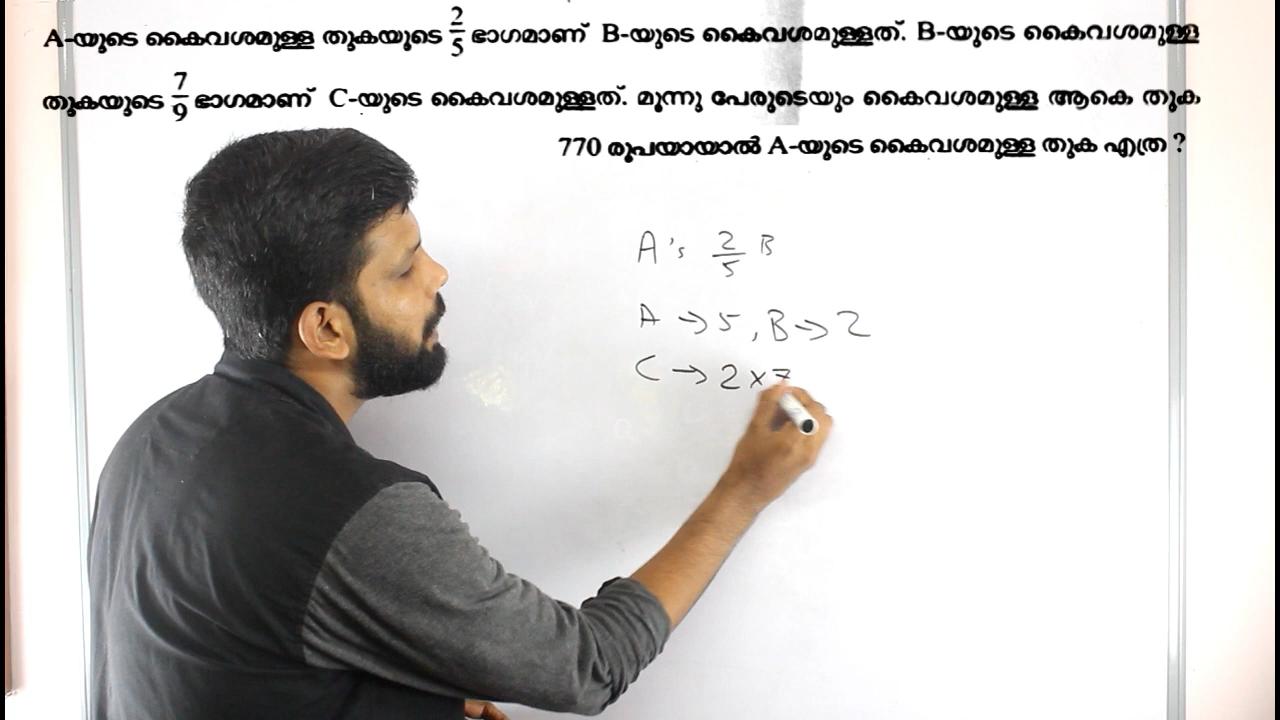 A-യുടെ കൈവശമുള്ള തുകയുടെ 2/5 ഭാഗമാണ് B-യുടെ കൈവശമുള്ളത്. B-യുടെ കൈവശമുള്ള
തുകയുടെ 7/9 ഭാഗമാണ് C-യുടെ കൈവശമുള്ളത്. മൂന്നു പേരുടെയും കൈവശമുള്ള ആകെ തുക
770 രൂപയായാൽ A-യുടെ കൈവശമുള്ള തുക എത്ര ?
A's 2/5 B
A → 5, B → 2
C → 2 × 7